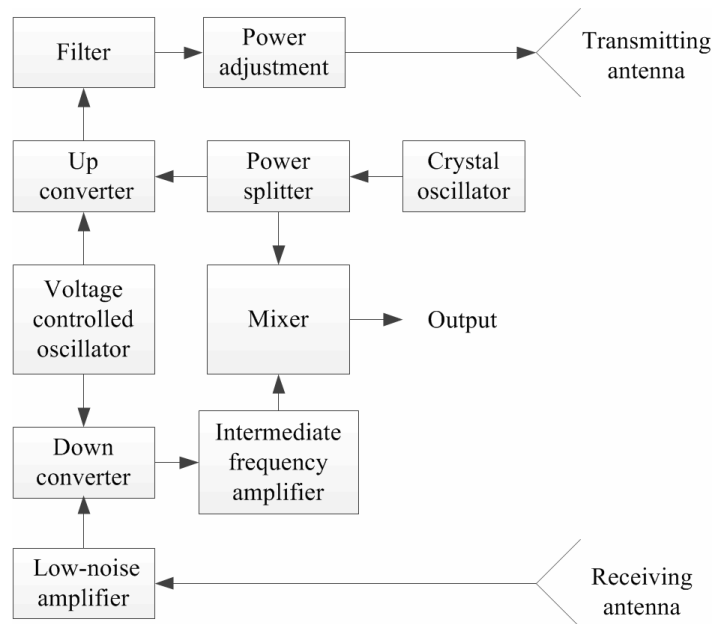 Filter
Power
adjustment
Transmitting
antenna
Up
converter
Power
splitter
Crystal
oscillator
Voltage
controlled
oscillator
Mixer
Output
Down
converter
Intermediate
frequency
amplifier
Low-noise
amplifier
Receiving
antenna